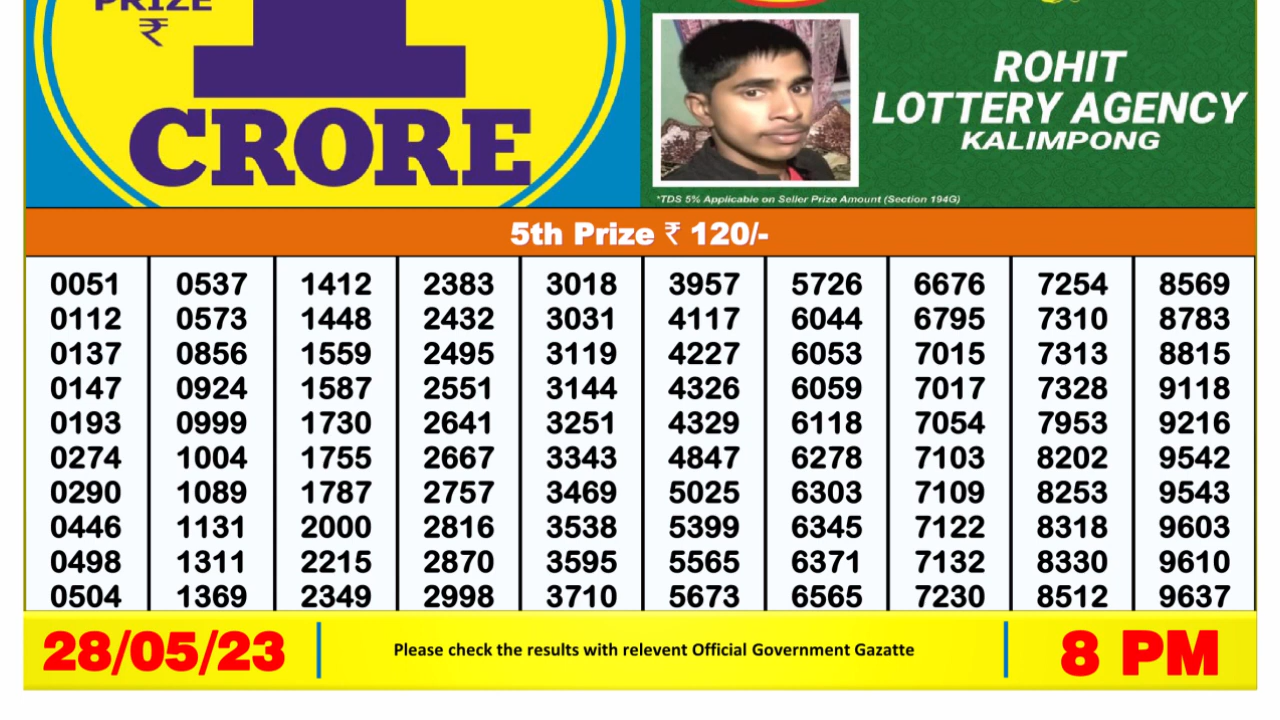 PRIZE
₹
1
CRORE
ROHIT
LOTTERY AGENCY
KALIMPONG
*TDS 5% Applicable on Seller Prize Amount (Section 194G)
5th Prize ₹ 120/-
0051 0537 1412 2383 3018 3957 5726 6676 7254 8569
0112 0573 1448 2432 3031 4117 6044 6795 7310 8783
0137 0856 1559 2495 3119 4227 6053 7015 7313 8815
0147 0924 1587 2551 3144 4326 6059 7017 7328 9118
0193 0999 1730 2641 3251 4329 6118 7054 7953 9216
0274 1004 1755 2667 3343 4847 6278 7103 8202 9542
0290 1089 1787 2757 3469 5025 6303 7109 8253 9543
0446 1131 2000 2816 3538 5399 6345 7122 8318 9603
0498 1311 2215 2870 3595 5565 6371 7132 8330 9610
0504 1369 2349 2998 3710 5673 6565 7230 8512 9637
28/05/23 Please check the results with relevent Official Government Gazatte 8 PM